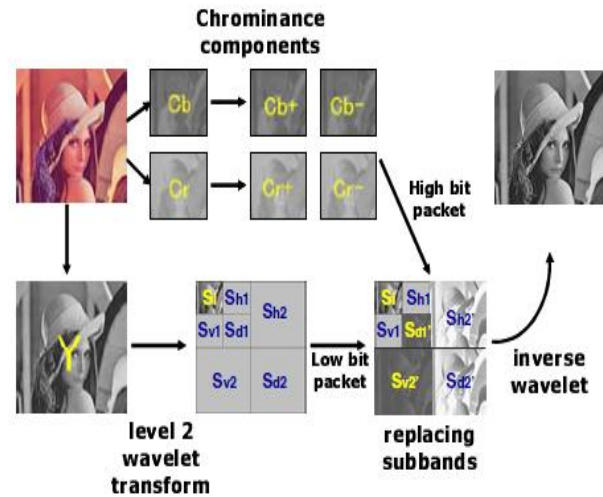 Chrominance
components
Cb
Cb+
Cb-
Cr
Cr+
Cr-
High bit
packet
Y
Sl
Sh1
Sv1
Sd1
Sh2
Sv2
Sd2
Low bit
packet
Sl
Sh1
Sv1
Sd1'
Sh2'
Sv2'
Sd2'
inverse
wavelet
level 2
wavelet
transform
replacing
subbands